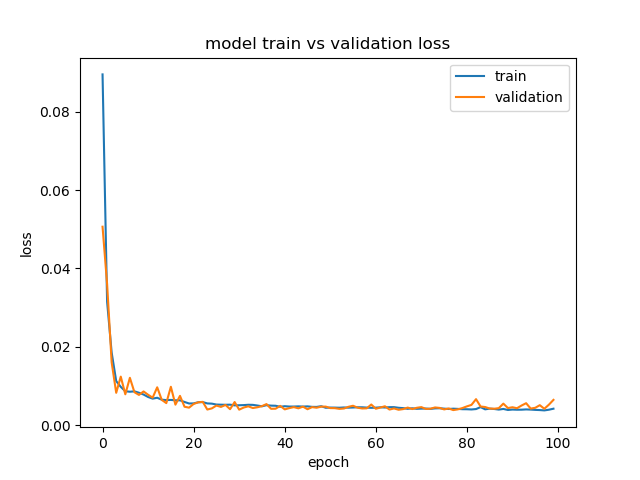 model train vs validation loss
train
validation
0.08
0.06
0.04
0.02
0.00
loss
0
20
40
60
80
100
epoch